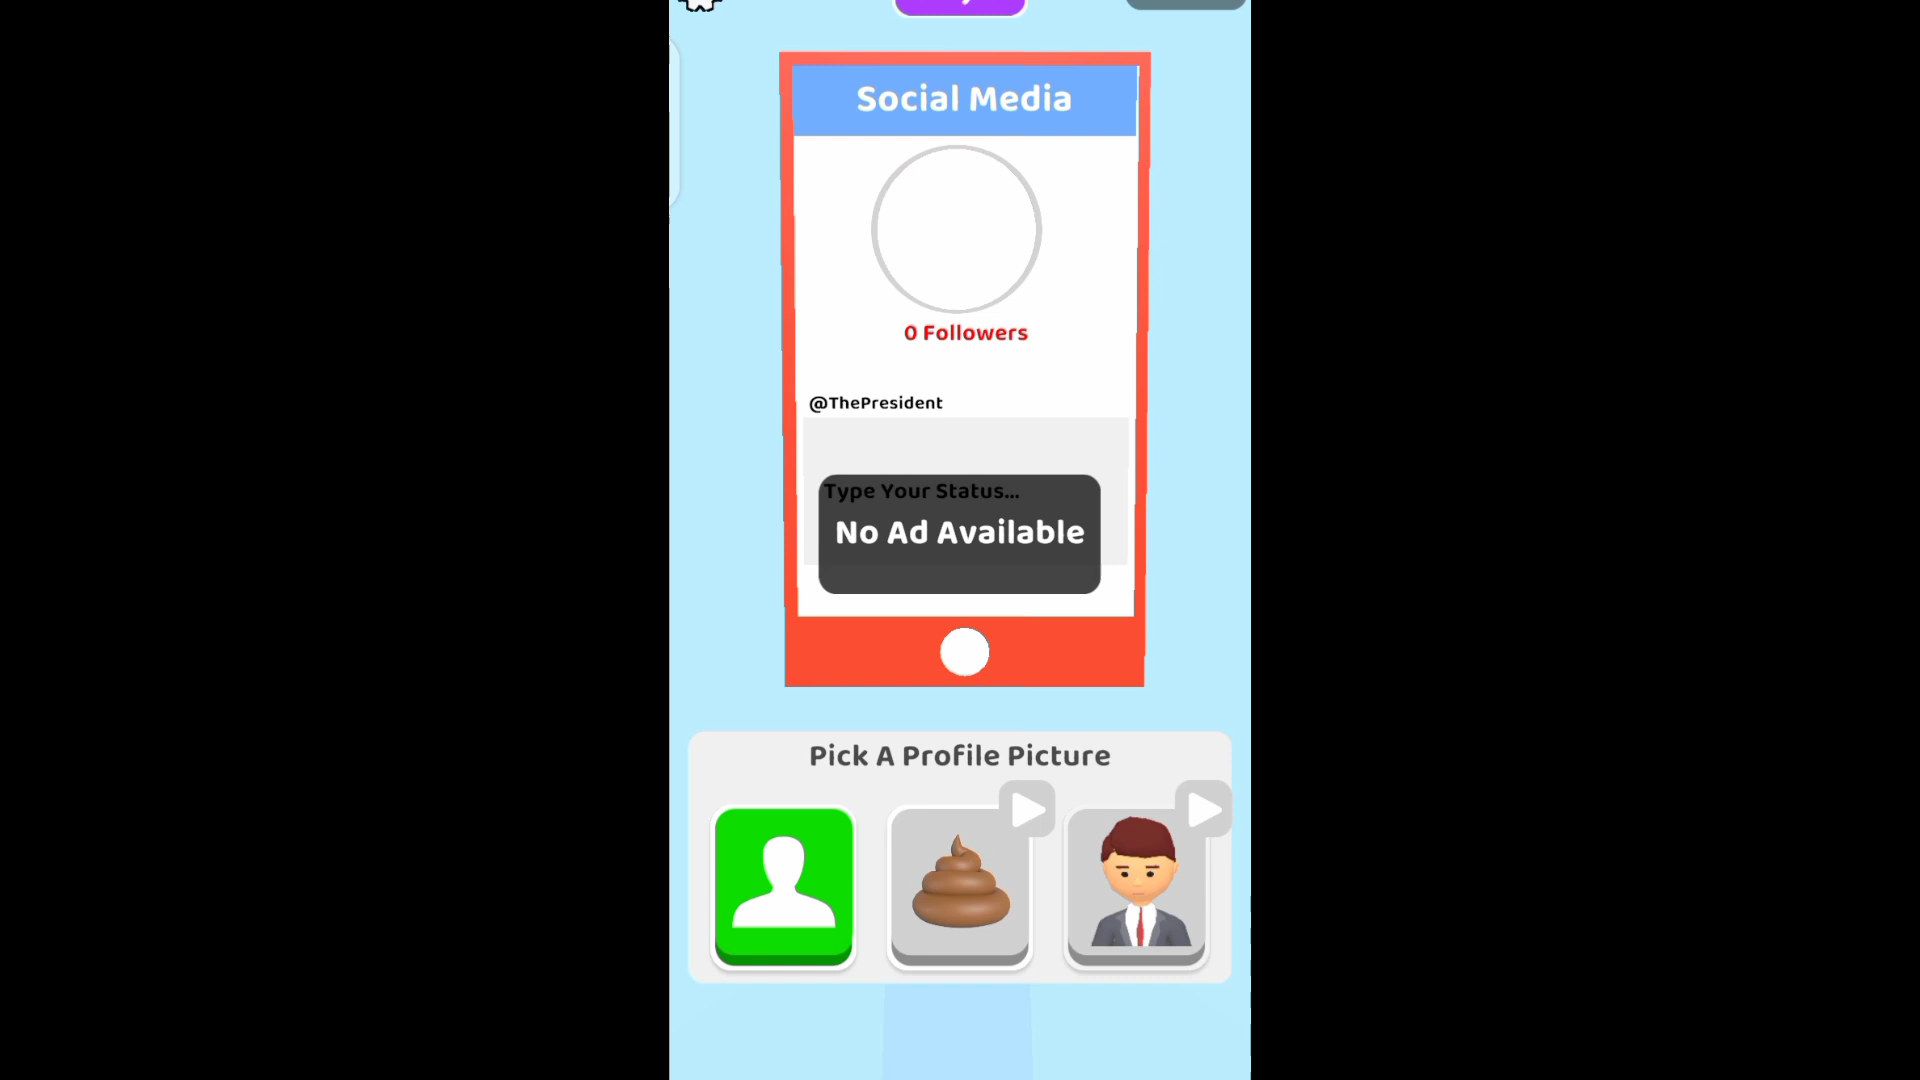 Social Media
0 Followers
@ThePresident
Type Your Status...
No Ad Available
Pick A Profile Picture